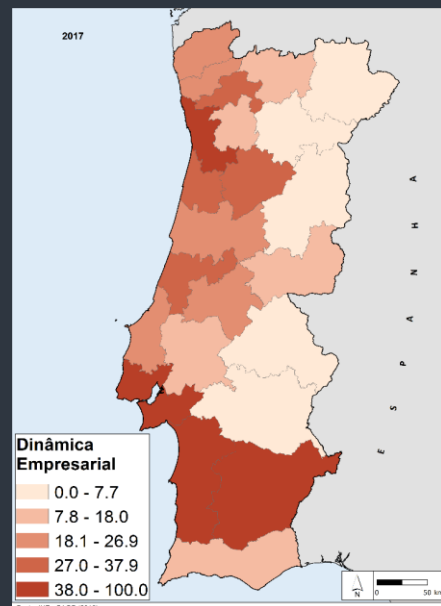 2017
ESPANHA
Dinâmica
Empresarial
0.0 - 7.7
7.8 - 18.0
18.1 - 26.9
27.0 - 37.9
38.0 - 100.0
N
0 50 km